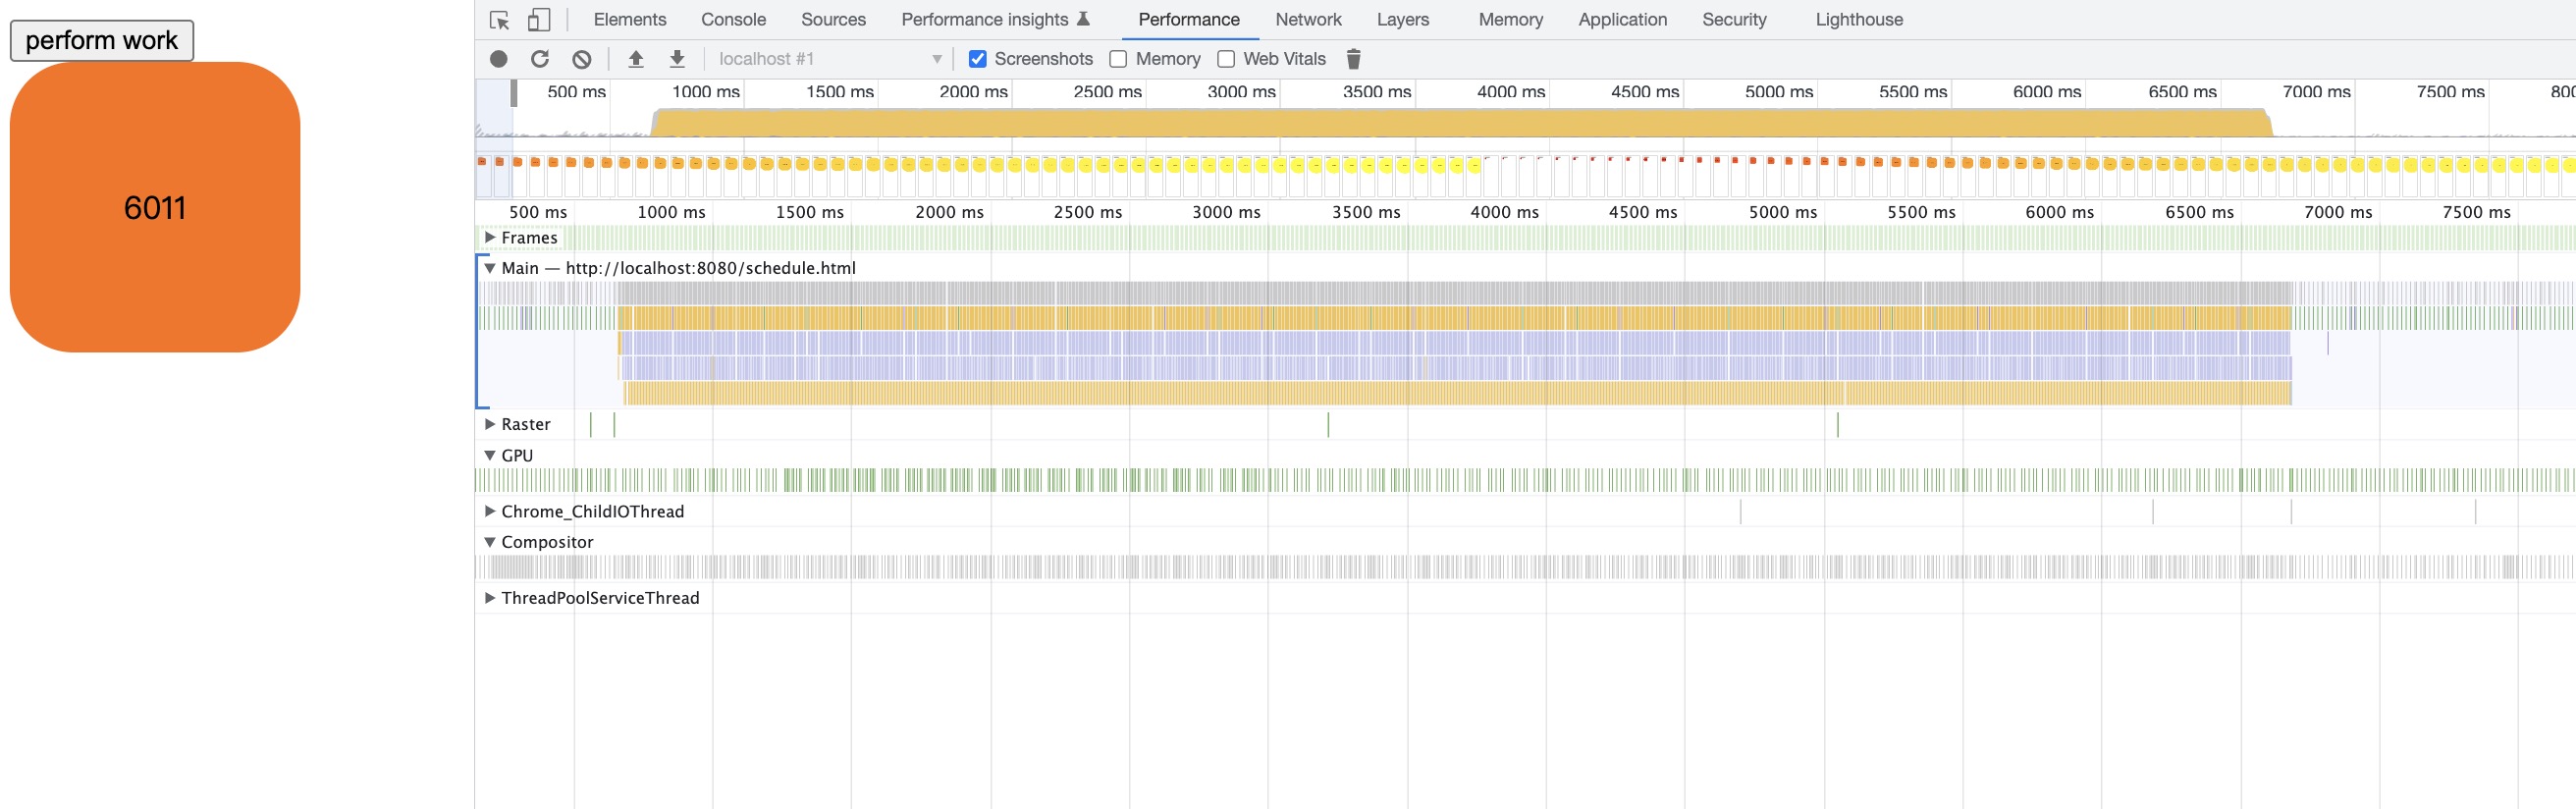 perform work
6011
Elements Console Sources Performance insights Performance Network Layers Memory Application Security Lighthouse
localhost #1 Screenshots Memory Web Vitals
500 ms 1000 ms 1500 ms 2000 ms 2500 ms 3000 ms 3500 ms 4000 ms 4500 ms 5000 ms 5500 ms 6000 ms 6500 ms 7000 ms 7500 ms 800
500 ms 1000 ms 1500 ms 2000 ms 2500 ms 3000 ms 3500 ms 4000 ms 4500 ms 5000 ms 5500 ms 6000 ms 6500 ms 7000 ms 7500 ms
Frames
Main — http://localhost:8080/schedule.html
Raster
GPU
Chrome_ChildIOThread
Compositor
ThreadPoolServiceThread